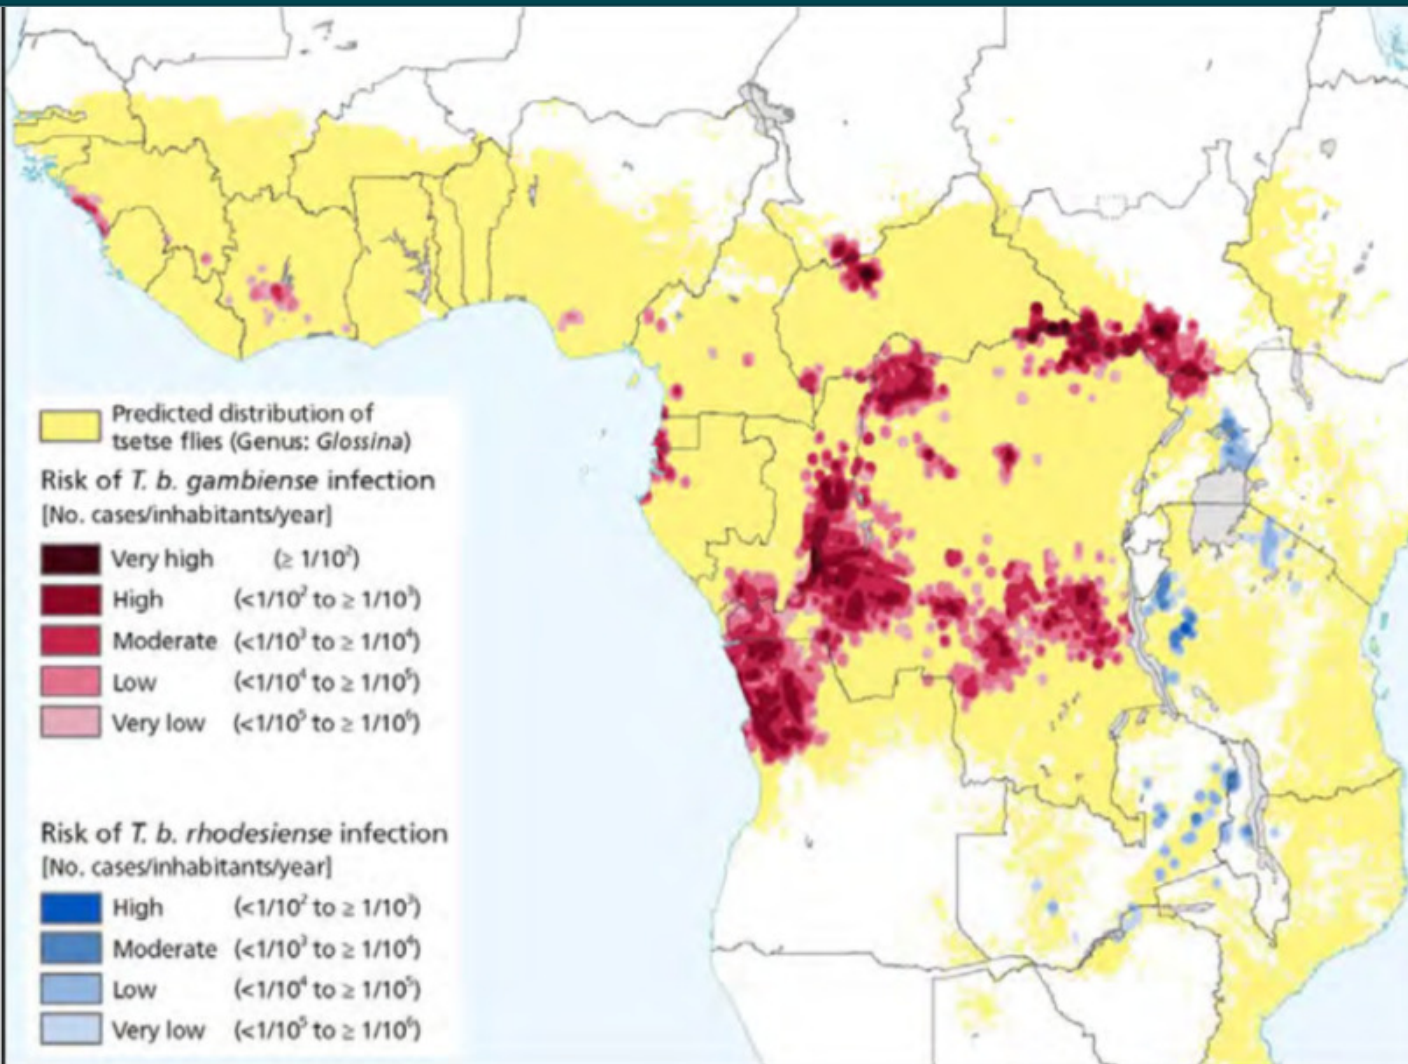 Predicted distribution of
tsetse flies (Genus: Glossina)
Risk of T. b. gambiense infection
[No. cases/inhabitants/year]
Very high (≥ 1/10²)
High (<1/10² to ≥ 1/10³)
Moderate (<1/10³ to ≥ 1/10⁴)
Low (<1/10⁴ to ≥ 1/10⁵)
Very low (<1/10⁵ to ≥ 1/10⁶)
Risk of T. b. rhodesiense infection
[No. cases/inhabitants/year]
High (<1/10² to ≥ 1/10³)
Moderate (<1/10³ to ≥ 1/10⁴)
Low (<1/10⁴ to ≥ 1/10⁵)
Very low (<1/10⁵ to ≥ 1/10⁶)